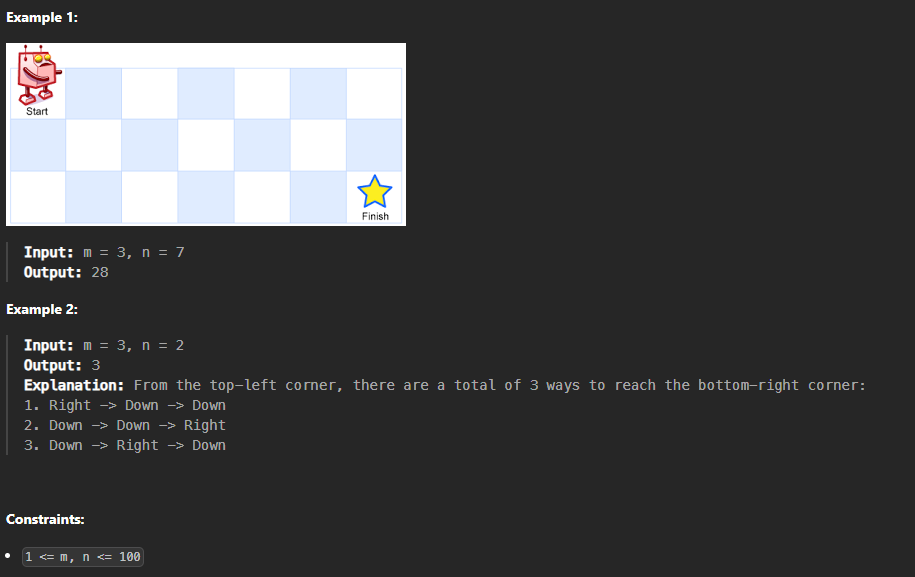 Example 1:
Start
Finish
Input: m = 3, n = 7
Output: 28
Example 2:
Input: m = 3, n = 2
Output: 3
Explanation: From the top-left corner, there are a total of 3 ways to reach the bottom-right corner:
1. Right -> Down -> Down
2. Down -> Down -> Right
3. Down -> Right -> Down
Constraints:
• 1 <= m, n <= 100